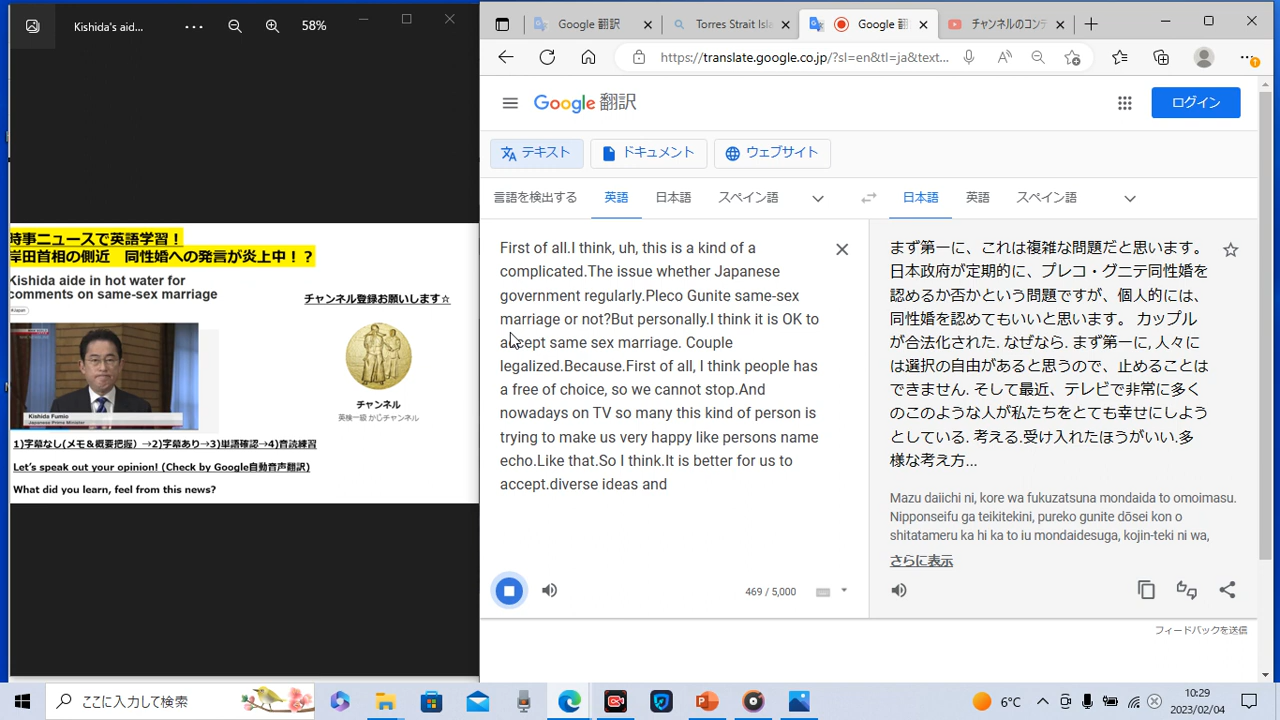 Kishida's aid...
58%
時事ニュースで英語学習！
岸田首相の側近　同性婚への発言が炎上中！？
Kishida aide in hot water for
comments on same-sex marriage
チャンネル登録お願いします☆
#Japan
Kishida Fumio
Japanese Prime Minister
チャンネル
英検一級 かじチャンネル
1)字幕なし(メモ＆概要把握）→2)字幕あり→3)単語確認→4)音読練習
Let's speak out your opinion! (Check by Google自動音声翻訳)
What did you learn, feel from this news?
Google 翻訳
Torres Strait Isl
Google 翻
チャンネルのコンテ
https://translate.google.co.jp/?sl=en&tl=ja&text...
Google 翻訳
ログイン
テキスト
ドキュメント
ウェブサイト
言語を検出する
英語
日本語
スペイン語
日本語
英語
スペイン語
First of all.I think, uh, this is a kind of a
complicated.The issue whether Japanese
government regularly.Pleco Gunite same-sex
marriage or not?But personally.I think it is OK to
accept same sex marriage. Couple
legalized.Because.First of all, I think people has
a free of choice, so we cannot stop.And
nowadays on TV so many this kind of person is
trying to make us very happy like persons name
echo.Like that.So I think.It is better for us to
accept.diverse ideas and
469 / 5,000
まず第一に、これは複雑な問題だと思います。
日本政府が定期的に、プレコ・グニテ同性婚を
認めるか否かという問題ですが、個人的には、
同性婚を認めてもいいと思います。 カップル
が合法化された. なぜなら. まず第一に, 人々に
は選択の自由があると思うので、止めることは
できません. そして最近、テレビで非常に多く
のこのような人が私たちをとても幸せにしよう
としている. 考える.受け入れたほうがいい.多
様な考え方...
Mazu daiichi ni, kore wa fukuzatsuna mondaida to omoimasu.
Nipponseifu ga teikitekini, pureko gunite dōsei kon o
shitatameru ka hi ka to iu mondaidesuga, kojin-teki ni wa,
さらに表示
フィードバックを送信
ここに入力して検索
6°C
10:29
2023/02/04